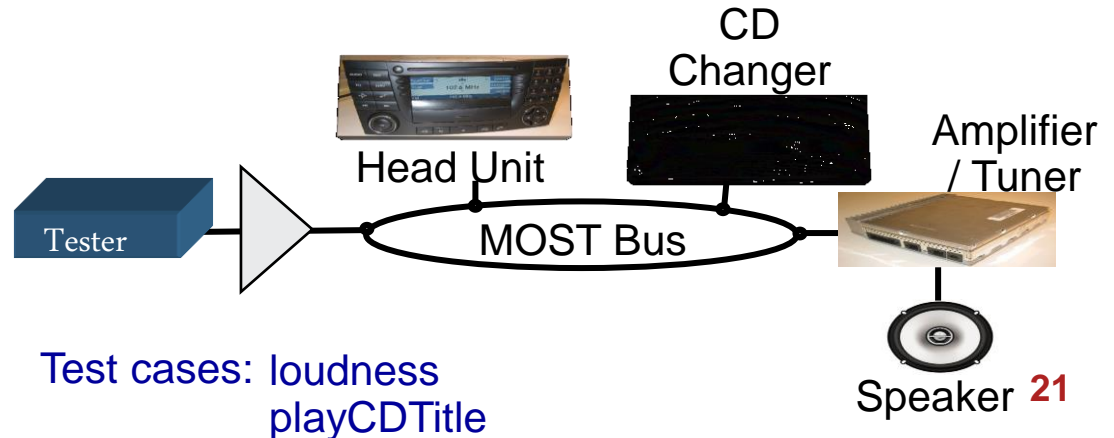 CD
Changer
Amplifier
/ Tuner
Head Unit
Tester
MOST Bus
Test cases: loudness
playCDTitle
Speaker 21